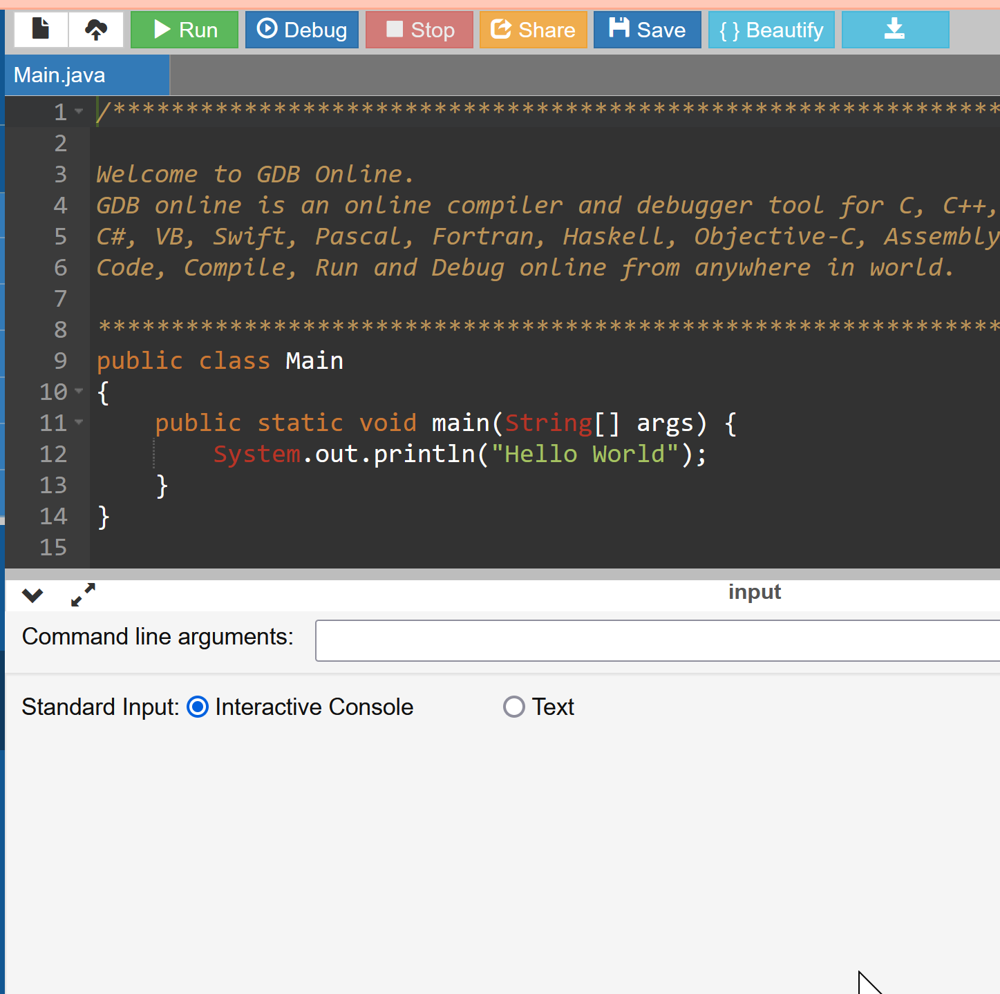 Run Debug Stop Share Save { } Beautify
Main.java
1 /*************************************************************
2
3 Welcome to GDB Online.
4 GDB online is an online compiler and debugger tool for C, C++,
5 C#, VB, Swift, Pascal, Fortran, Haskell, Objective-C, Assembly
6 Code, Compile, Run and Debug online from anywhere in world.
7
8 **************************************************************
9 public class Main
10 {
11     public static void main(String[] args) {
12         System.out.println("Hello World");
13     }
14 }
15
input
Command line arguments:
Standard Input: Interactive Console Text